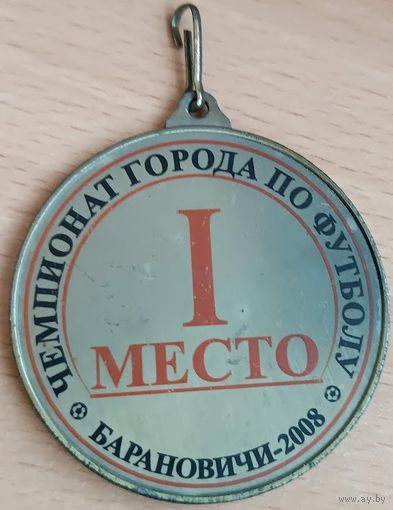 ЧЕМПИОНАТ ГОРОДА ПО ФУТБОЛУ
I
МЕСТО
БАРАНОВИЧИ-2008
www.ay.by